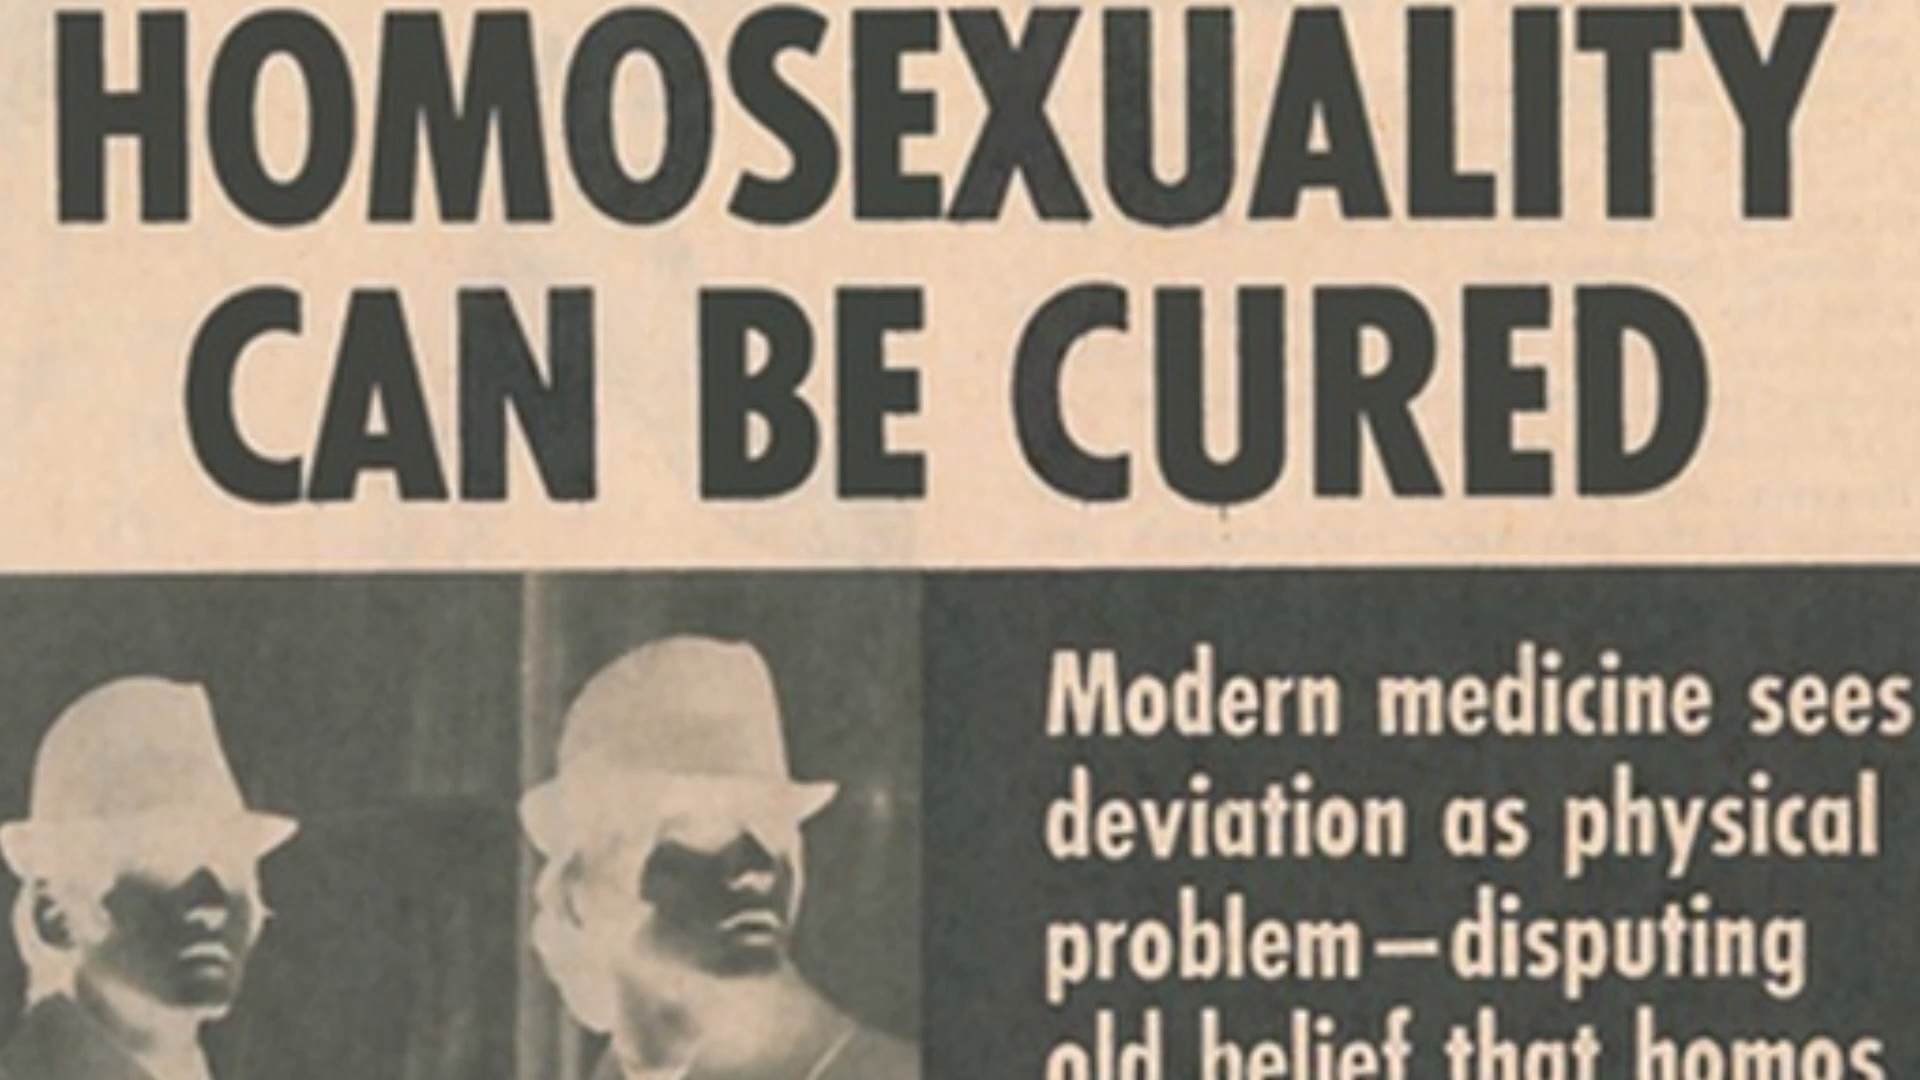 HOMOSEXUALITY
CAN BE CURED
Modern medicine sees
deviation as physical
problem—disputing
old belief that homos